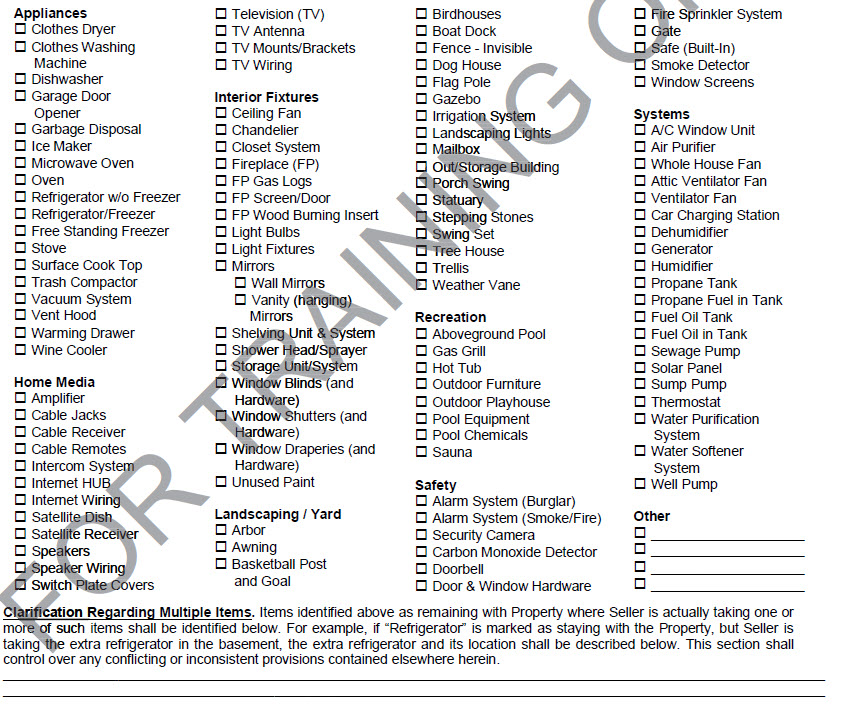 Appliances
Clothes Dryer
Clothes Washing
Machine
Dishwasher
Garage Door
Opener
Garbage Disposal
Ice Maker
Microwave Oven
Oven
Refrigerator w/o Freezer
Refrigerator/Freezer
Free Standing Freezer
Stove
Surface Cook Top
Trash Compactor
Vacuum System
Vent Hood
Warming Drawer
Wine Cooler
Home Media
Amplifier
Cable Jacks
Cable Receiver
Cable Remotes
Intercom System
Internet HUB
Internet Wiring
Satellite Dish
Satellite Receiver
Speakers
Speaker Wiring
Switch Plate Covers
Television (TV)
TV Antenna
TV Mounts/Brackets
TV Wiring
Interior Fixtures
Ceiling Fan
Chandelier
Closet System
Fireplace (FP)
FP Gas Logs
FP Screen/Door
FP Wood Burning Insert
Light Bulbs
Light Fixtures
Mirrors
Wall Mirrors
Vanity (hanging)
Mirrors
Shelving Unit & System
Shower Head/Sprayer
Storage Unit/System
Window Blinds (and
Hardware)
Window Shutters (and
Hardware)
Window Draperies (and
Hardware)
Unused Paint
Landscaping / Yard
Arbor
Awning
Basketball Post
and Goal
Birdhouses
Boat Dock
Fence - Invisible
Dog House
Flag Pole
Gazebo
Irrigation System
Landscaping Lights
Mailbox
Out/Storage Building
Porch Swing
Statuary
Stepping Stones
Swing Set
Tree House
Trellis
Weather Vane
Recreation
Aboveground Pool
Gas Grill
Hot Tub
Outdoor Furniture
Outdoor Playhouse
Pool Equipment
Pool Chemicals
Sauna
Safety
Alarm System (Burglar)
Alarm System (Smoke/Fire)
Security Camera
Carbon Monoxide Detector
Doorbell
Door & Window Hardware
Fire Sprinkler System
Gate
Safe (Built-In)
Smoke Detector
Window Screens
Systems
A/C Window Unit
Air Purifier
Whole House Fan
Attic Ventilator Fan
Ventilator Fan
Car Charging Station
Dehumidifier
Generator
Humidifier
Propane Tank
Propane Fuel in Tank
Fuel Oil Tank
Fuel Oil in Tank
Sewage Pump
Solar Panel
Sump Pump
Thermostat
Water Purification
System
Water Softener
System
Well Pump
Other
Clarification Regarding Multiple Items. Items identified above as remaining with Property where Seller is actually taking one or
more of such items shall be identified below. For example, if “Refrigerator” is marked as staying with the Property, but Seller is
taking the extra refrigerator in the basement, the extra refrigerator and its location shall be described below. This section shall
control over any conflicting or inconsistent provisions contained elsewhere herein.
FOR TRAINING